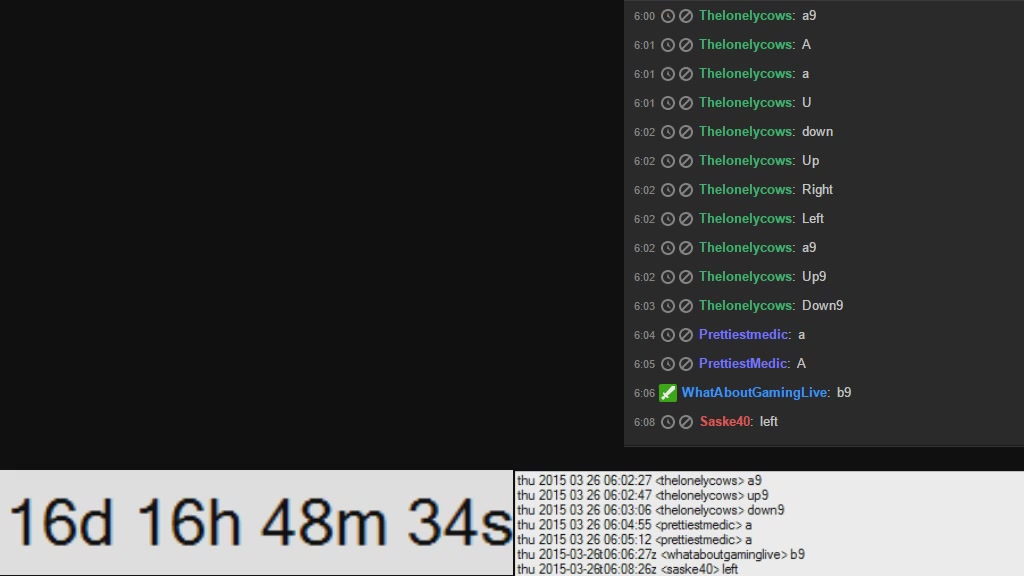 6:00 Thelonelycows: a9
6:01 Thelonelycows: A
6:01 Thelonelycows: a
6:01 Thelonelycows: U
6:02 Thelonelycows: down
6:02 Thelonelycows: Up
6:02 Thelonelycows: Right
6:02 Thelonelycows: Left
6:02 Thelonelycows: a9
6:02 Thelonelycows: Up9
6:03 Thelonelycows: Down9
6:04 Prettiestmedic: a
6:05 PrettiestMedic: A
6:06 WhatAboutGamingLive: b9
6:08 Saske40: left
16d 16h 48m 34s
thu 2015 03 26 06:02:27 <thelonelycows> a9
thu 2015 03 26 06:02:47 <thelonelycows> up9
thu 2015 03 26 06:03:06 <thelonelycows> down9
thu 2015 03 26 06:04:55 <prettiestmedic> a
thu 2015 03 26 06:05:12 <prettiestmedic> a
thu 2015-03-26t06:06:27z <whataboutgaminglive> b9
thu 2015-03-26t06:08:26z <saske40> left